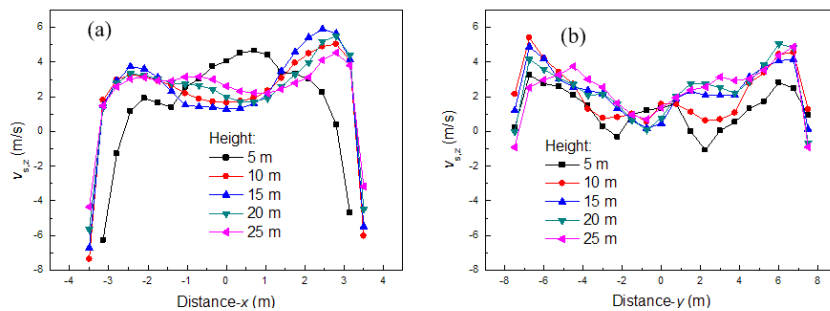 (a)
6
4
2
0
-2
-4
-6
-8
v s,z (m/s)
Height:
5 m
10 m
15 m
20 m
25 m
-4 -3 -2 -1 0 1 2 3 4
Distance-x (m)
(b)
6
4
2
0
-2
-4
-6
-8
v s,z (m/s)
Height:
5 m
10 m
15 m
20 m
25 m
-8 -6 -4 -2 0 2 4 6 8
Distance-y (m)